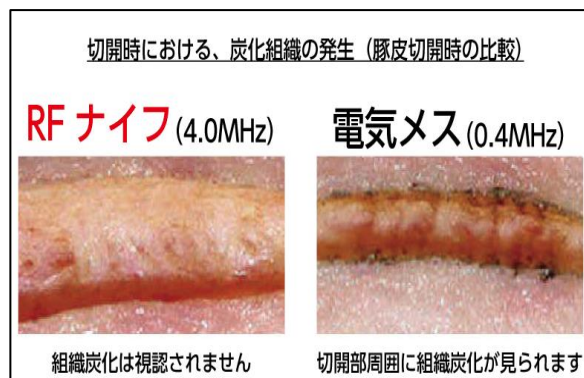 切開時における、炭化組織の発生（豚皮切開時の比較）
RF ナイフ(4.0MHz)
電気メス(0.4MHz)
組織炭化は視認されません
切開部周囲に組織炭化が見られます